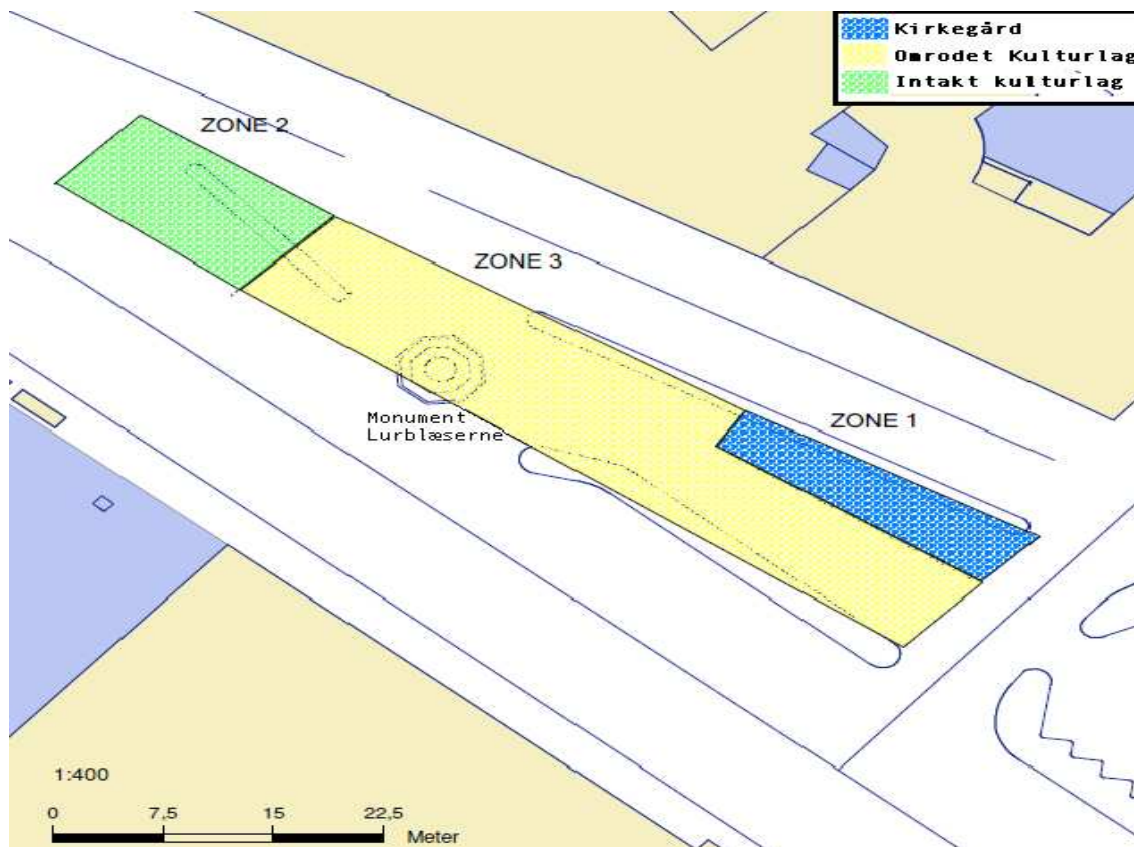 Kirkegård
Omrodet Kulturlag
Intakt kulturlag
ZONE 2
ZONE 3
ZONE 1
Monument
Lurblæserne
1:400
0 7,5 15 22,5
Meter